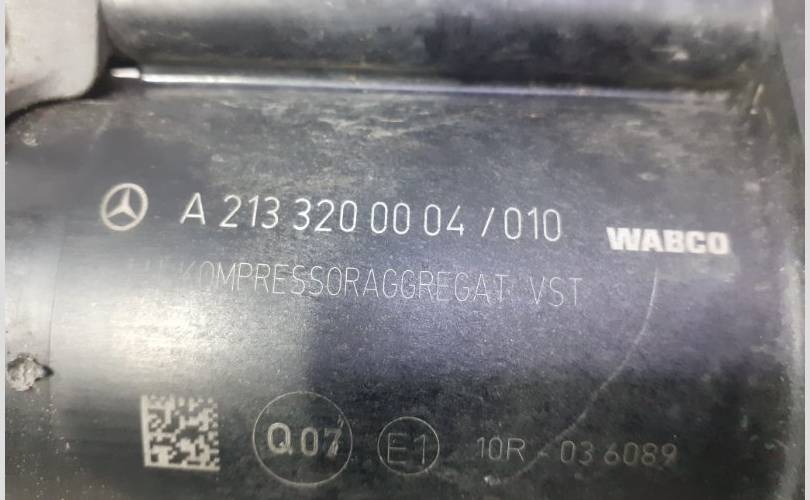 A 213 320 00 04 / 010 WABCO
KOMPRESSORAGGREGAT VST
Q07 E1 10R - 03 6089